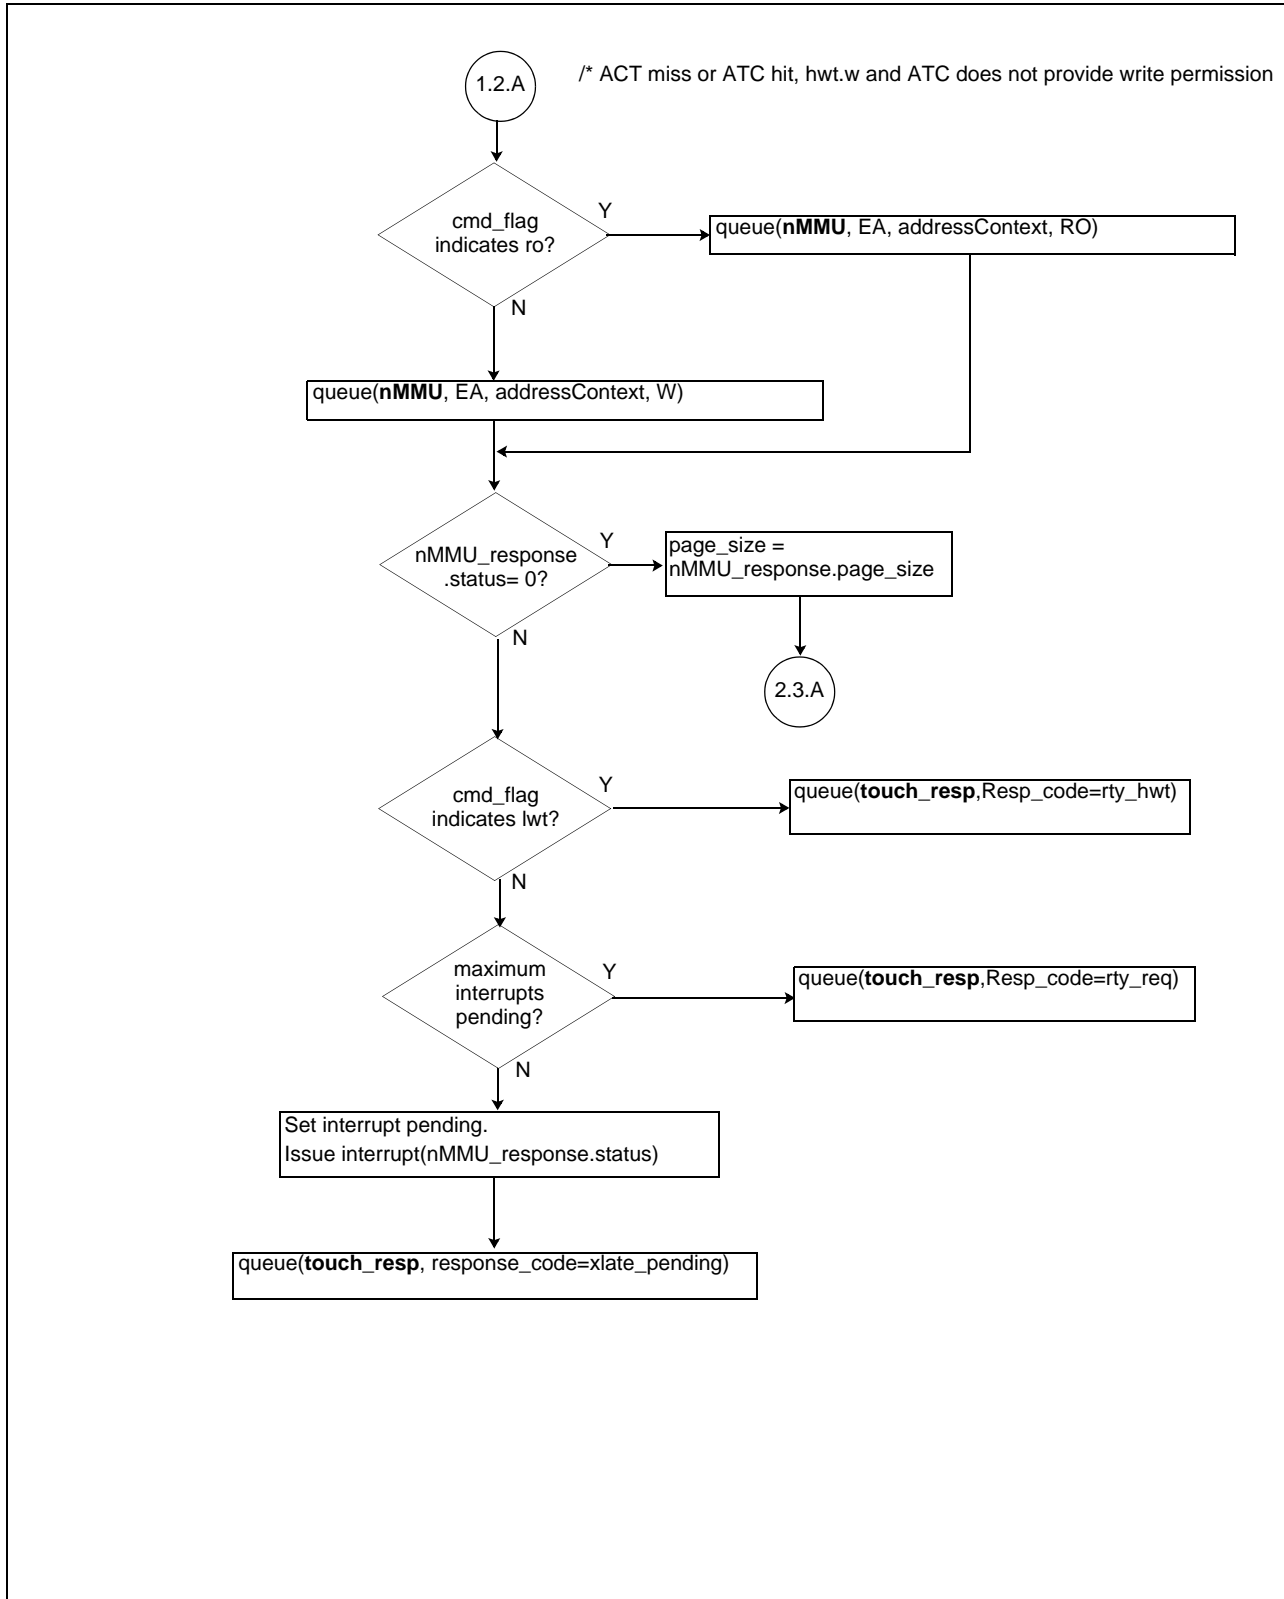 1.2.A
/* ACT miss or ATC hit, hwt.w and ATC does not provide write permission
cmd_flag
indicates ro?
Y
queue(nMMU, EA, addressContext, RO)
N
queue(nMMU, EA, addressContext, W)
nMMU_response
.status= 0?
Y
page_size =
nMMU_response.page_size
N
2.3.A
cmd_flag
indicates lwt?
Y
queue(touch_resp,Resp_code=rty_hwt)
N
maximum
interrupts
pending?
Y
queue(touch_resp,Resp_code=rty_req)
N
Set interrupt pending.
Issue interrupt(nMMU_response.status)
queue(touch_resp, response_code=xlate_pending)